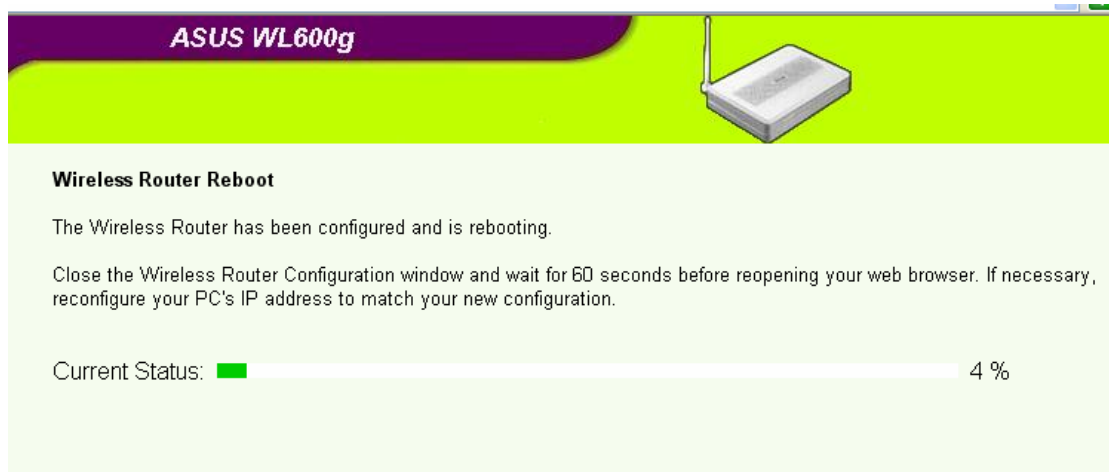 ASUS WL600g
Wireless Router Reboot
The Wireless Router has been configured and is rebooting.
Close the Wireless Router Configuration window and wait for 60 seconds before reopening your web browser. If necessary,
reconfigure your PC's IP address to match your new configuration.
Current Status: 4 %